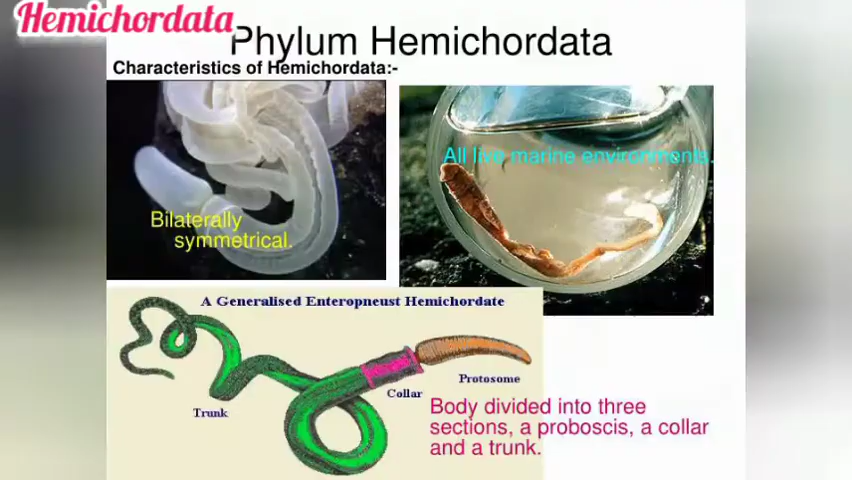 Hemichordata
Phylum Hemichordata
Characteristics of Hemichordata:-
All live marine environments.
Bilaterally
symmetrical.
A Generalised Enteropneust Hemichordate
Protosome
Collar
Trunk
Body divided into three
sections, a proboscis, a collar
and a trunk.